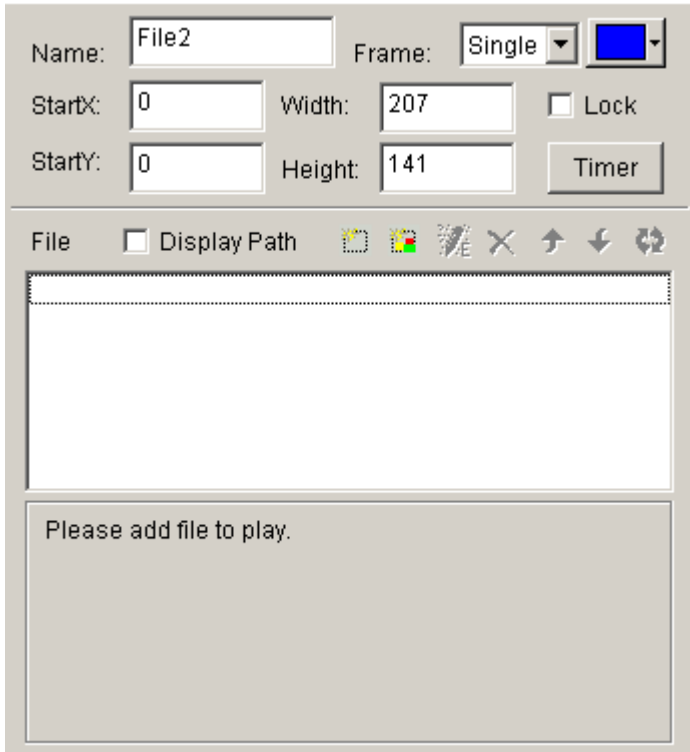 Name: File2 Frame: Single
StartX: 0 Width: 207 Lock
StartY: 0 Height: 141 Timer
File Display Path E
Please add file to play.